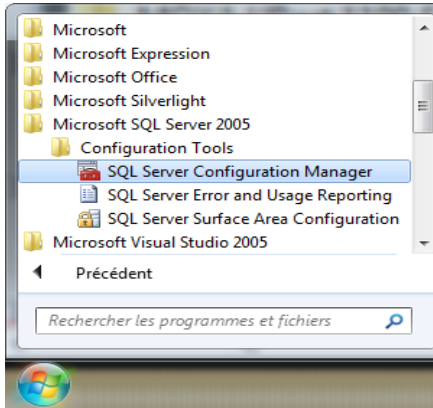 Microsoft
Microsoft Expression
Microsoft Office
Microsoft Silverlight
Microsoft SQL Server 2005
Configuration Tools
SQL Server Configuration Manager
SQL Server Error and Usage Reporting
SQL Server Surface Area Configuration
Microsoft Visual Studio 2005
Précédent
Rechercher les programmes et fichiers